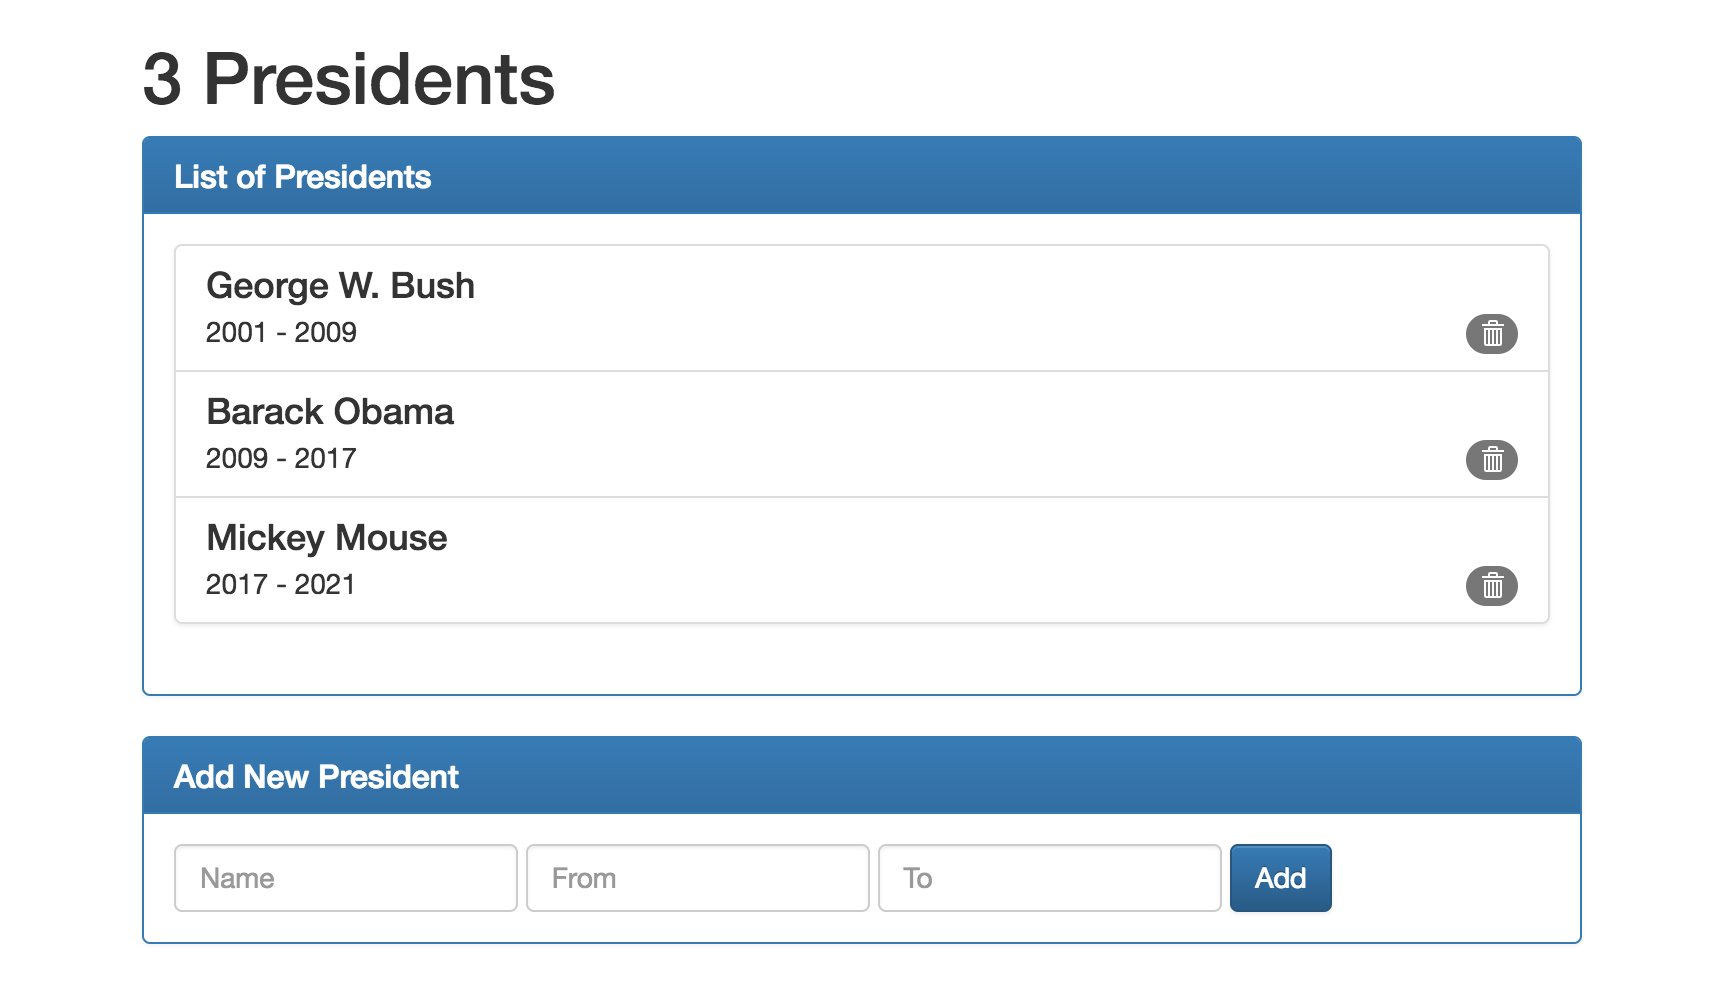 3 Presidents
List of Presidents
George W. Bush
2001 - 2009
Barack Obama
2009 - 2017
Mickey Mouse
2017 - 2021
Add New President
Name From To Add